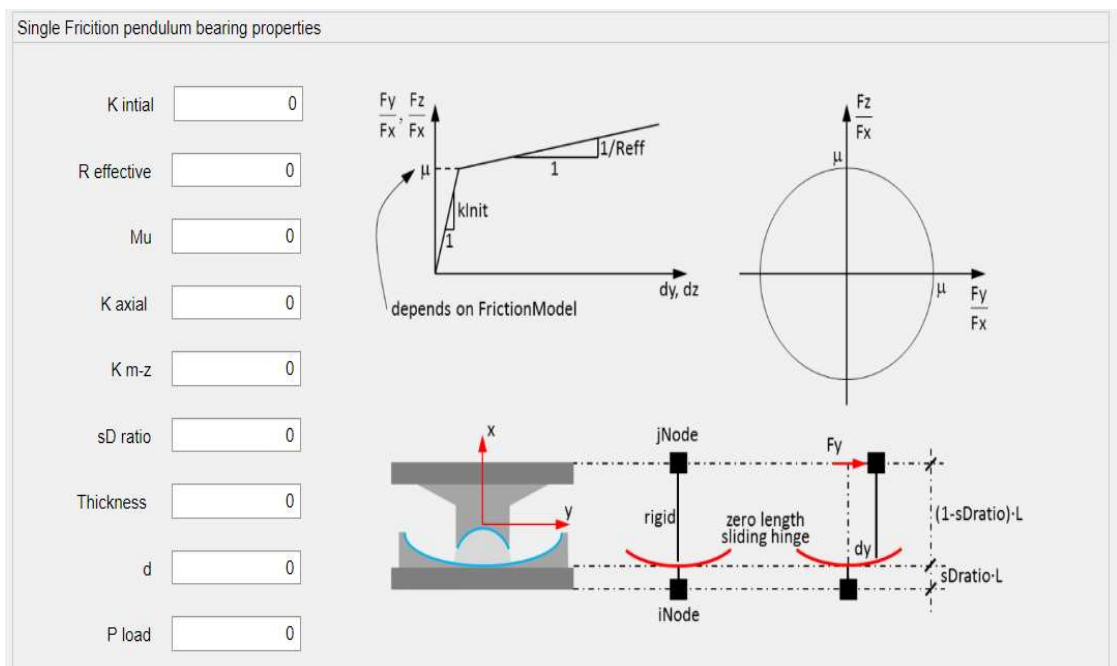 Single Fricition pendulum bearing properties
K intial 0
R effective 0
Mu 0
K axial 0
K m-z 0
sD ratio 0
Thickness 0
d 0
P load 0
Fy/Fx, Fz/Fx
μ
1/Reff
1
kInit
1
dy, dz
depends on FrictionModel
Fz/Fx
μ
μ
Fy/Fx
x
y
jNode
rigid
zero length
sliding hinge
iNode
Fy
dy
(1-sDratio)·L
sDratio·L